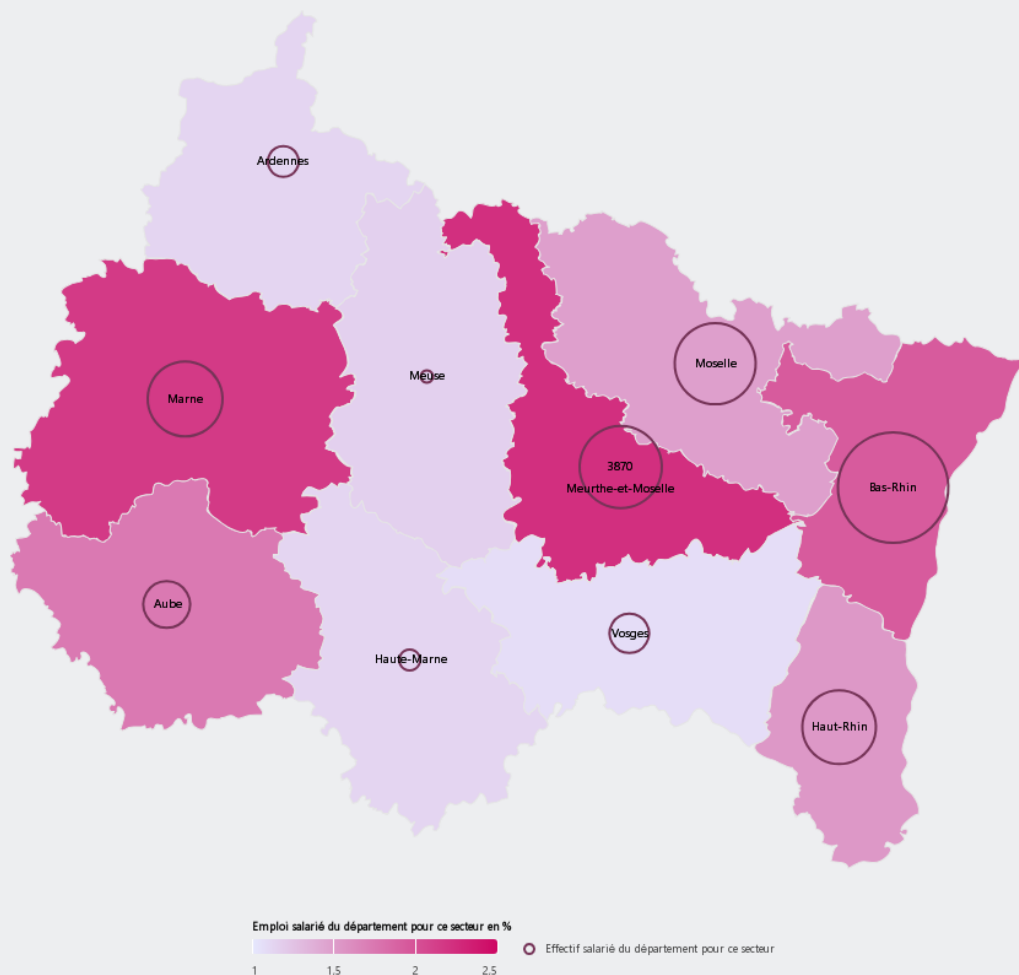 Ardennes
Meuse
Moselle
Marne
3870
Meurthe-et-Moselle
Bas-Rhin
Aube
Vosges
Haute-Marne
Haut-Rhin
Emploi salarié du département pour ce secteur en %
Effectif salarié du département pour ce secteur
1 1.5 2 2.5